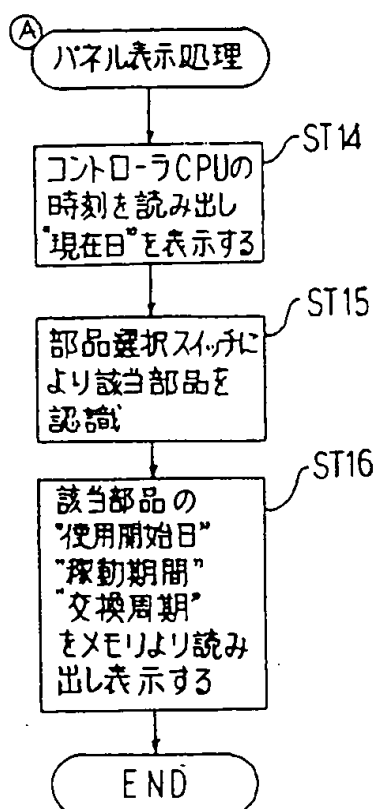 A
パネル表示処理
ST14
コントローラCPUの
時刻を読み出し
"現在日"を表示する
ST15
部品選択スイッチに
より該当部品を
認識
ST16
該当部品の
"使用開始日"
"稼動期間"
"交換周期"
をメモリより読み
出し表示する
END